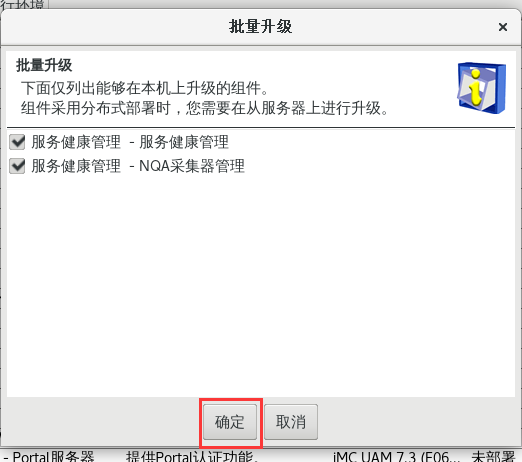 行环境
批量升级
批量升级
下面仅列出能够在本机上升级的组件。
组件采用分布式部署时，您需要在从服务器上进行升级。
服务健康管理 - 服务健康管理
服务健康管理 - NQA采集器管理
确定 取消
- Portal服务器 提供Portal认证功能。 iMC UAM 7.3 (E06... 未部署